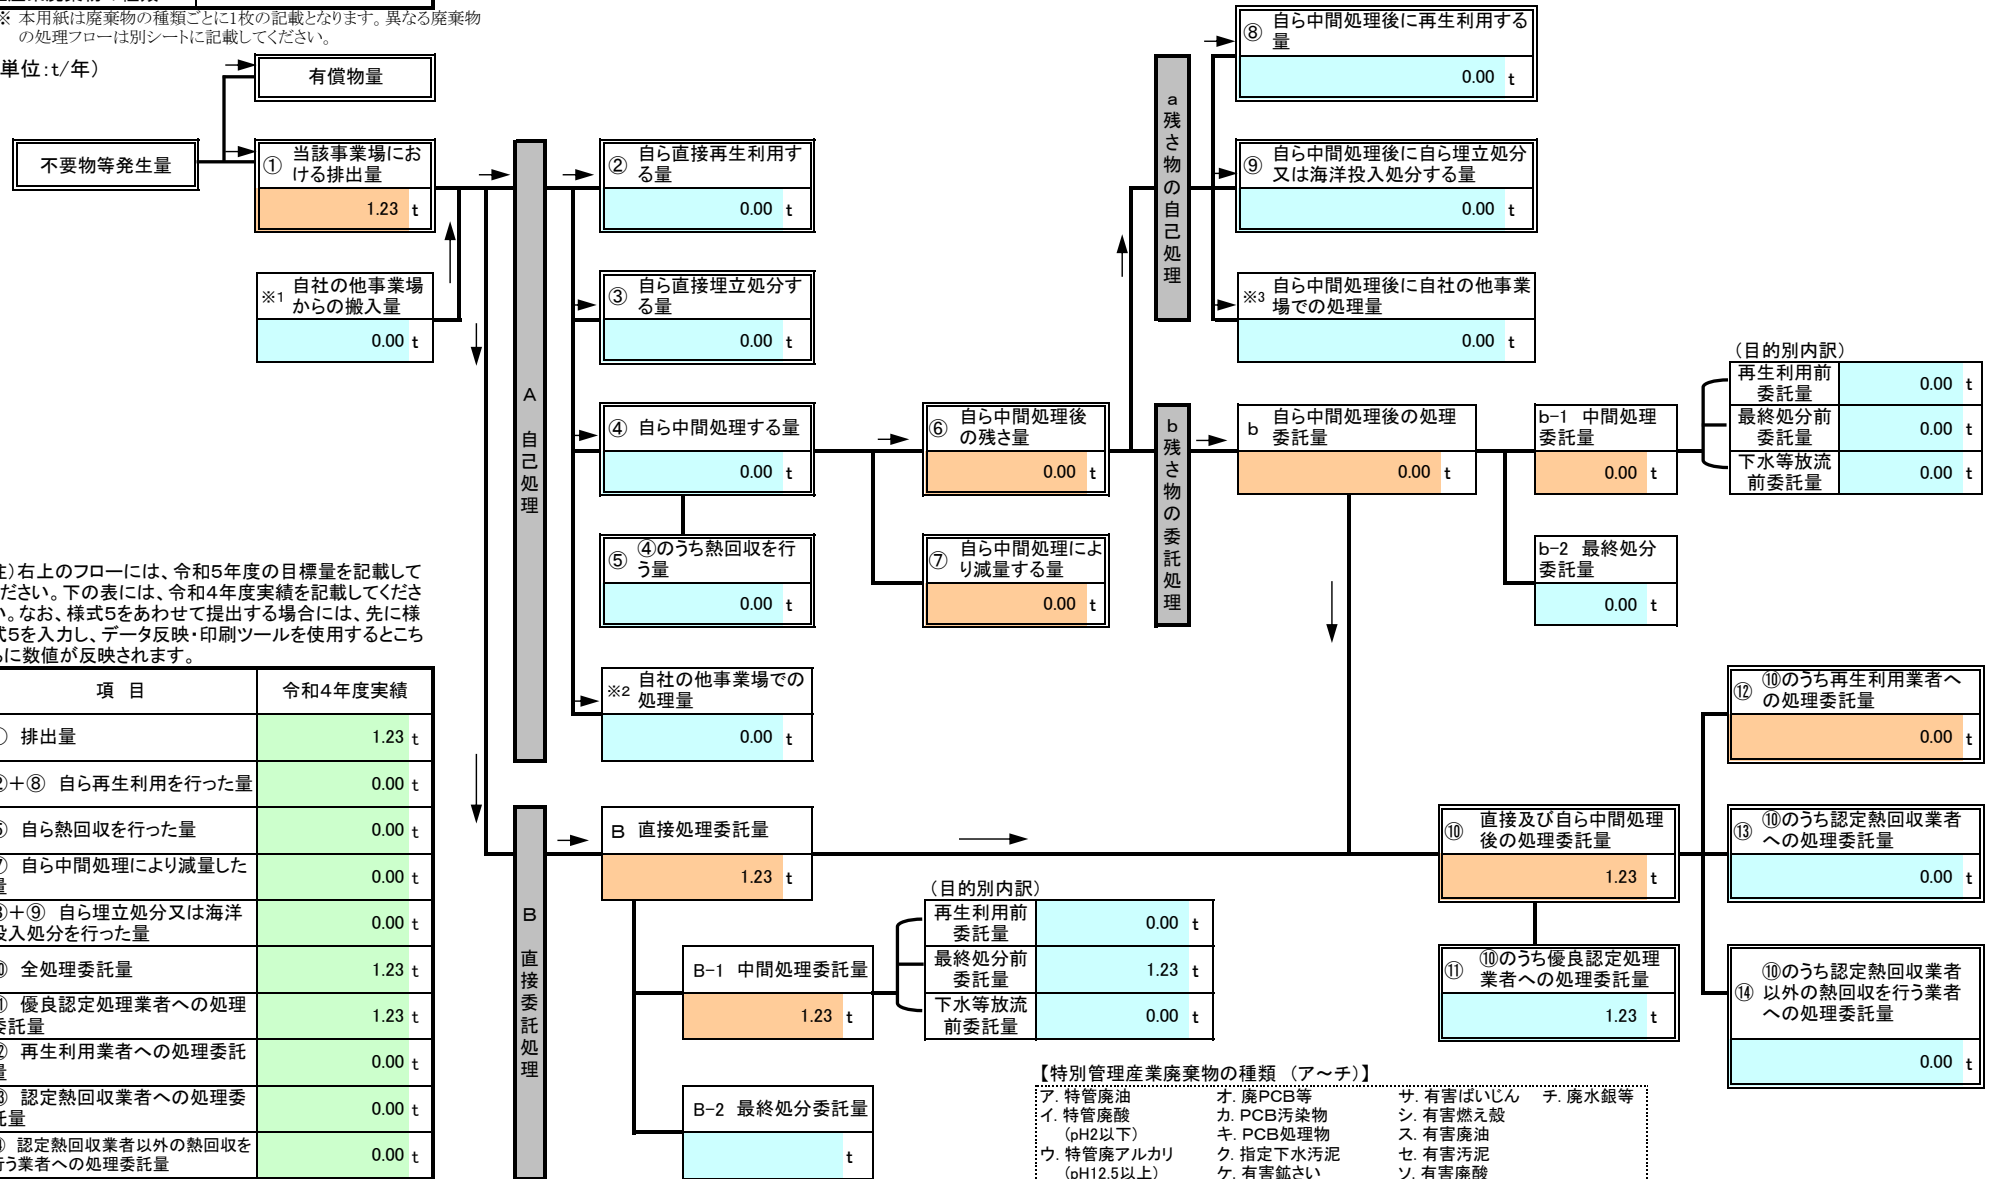 ※ 本用紙は廃棄物の種類ごとに1枚の記載となります。異なる廃棄物
の処理フローは別シートに記載してください。
単位:t/年)
有償物量
不要物等発生量
① 当該事業場にお
ける排出量
1.23 t
※1 自社の他事業場
からの搬入量
0.00 t
A 自己処理
② 自ら直接再生利用す
る量
0.00 t
③ 自ら直接埋立処分す
る量
0.00 t
④ 自ら中間処理する量
0.00 t
⑤ ④のうち熱回収を行
う量
0.00 t
※2 自社の他事業場での
処理量
0.00 t
⑥ 自ら中間処理後
の残さ量
0.00 t
⑦ 自ら中間処理によ
り減量する量
0.00 t
a 残さ物の自己処理
⑧ 自ら中間処理後に再生利用する
量
0.00 t
⑨ 自ら中間処理後に自ら埋立処分
又は海洋投入処分する量
0.00 t
※3 自ら中間処理後に自社の他事業
場での処理量
0.00 t
b 残さ物の委託処理
b 自ら中間処理後の処理
委託量
0.00 t
b-1 中間処理
委託量
0.00 t
b-2 最終処分
委託量
0.00 t
(目的別内訳)
再生利用前
委託量
0.00 t
最終処分前
委託量
0.00 t
下水等放流
前委託量
0.00 t
注)右上のフローには、令和5年度の目標量を記載して
ください。下の表には、令和4年度実績を記載してくださ
い。なお、様式5をあわせて提出する場合には、先に様
式5を入力し、データ反映・印刷ツールを使用するとこち
らに数値が反映されます。
項 目 令和4年度実績
① 排出量 1.23 t
②+⑧ 自ら再生利用を行った量 0.00 t
⑤ 自ら熱回収を行った量 0.00 t
⑦ 自ら中間処理により減量した
量 0.00 t
③+⑨ 自ら埋立処分又は海洋
投入処分を行った量 0.00 t
⑩ 全処理委託量 1.23 t
⑪ 優良認定処理業者への処理
委託量 1.23 t
⑫ 再生利用業者への処理委託
量 0.00 t
⑬ 認定熱回収業者への処理委
託量 0.00 t
⑭ 認定熱回収業者以外の熱回収を
行う業者への処理委託量 0.00 t
B 直接委託処理
B 直接処理委託量
1.23 t
B-1 中間処理委託量
1.23 t
B-2 最終処分委託量
t
(目的別内訳)
再生利用前
委託量
0.00 t
最終処分前
委託量
1.23 t
下水等放流
前委託量
0.00 t
⑩ 直接及び自ら中間処理
後の処理委託量
1.23 t
⑪ ⑩のうち優良認定処理
業者への処理委託量
1.23 t
⑫ ⑩のうち再生利用業者へ
の処理委託量
0.00 t
⑬ ⑩のうち認定熱回収業者
への処理委託量
0.00 t
⑭ ⑩のうち認定熱回収業者
以外の熱回収を行う業者
への処理委託量
0.00 t
【特別管理産業廃棄物の種類 (ア~チ)】
ア. 特管廃油 オ. 廃PCB等 サ. 有害ばいじん チ. 廃水銀等
イ. 特管廃酸 カ. PCB汚染物 シ. 有害燃え殻
(pH2以下) キ. PCB処理物 ス. 有害廃油
ウ. 特管廃アルカリ ク. 指定下水汚泥 セ. 有害汚泥
(pH12.5以上) ケ. 有害鉱さい ソ. 有害廃酸